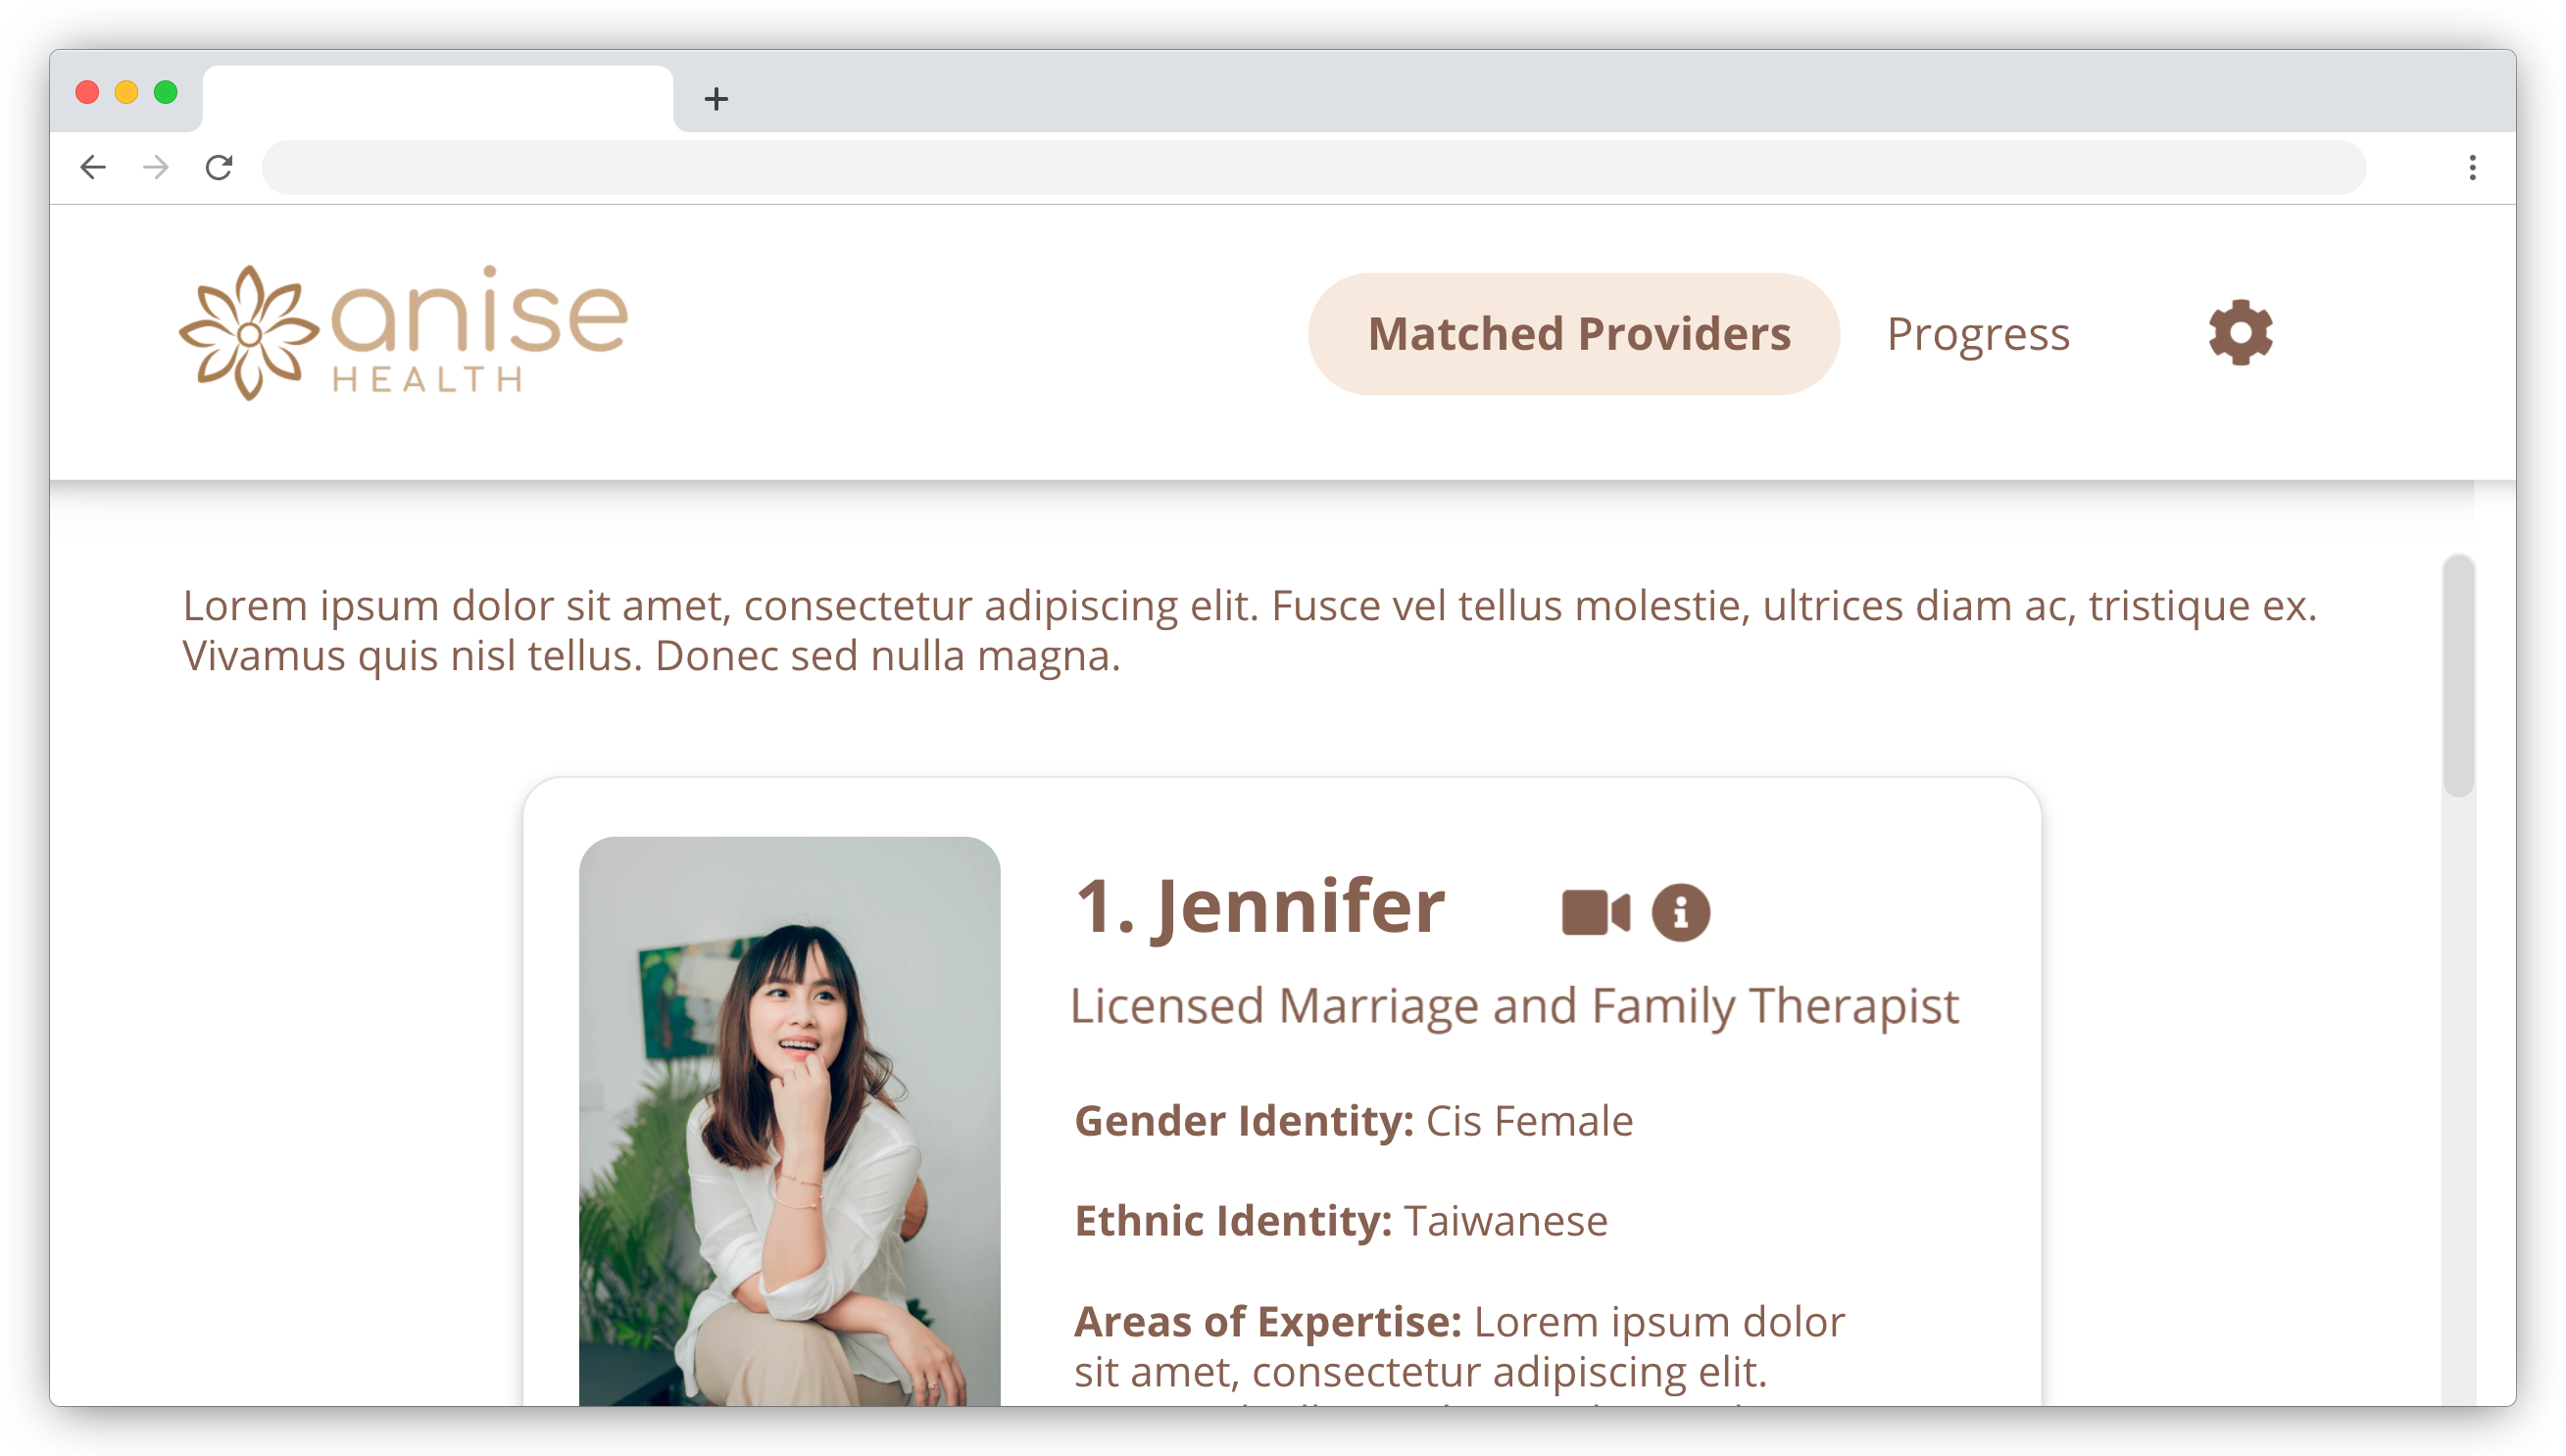 anise
HEALTH
Matched Providers
Progress
Lorem ipsum dolor sit amet, consectetur adipiscing elit. Fusce vel tellus molestie, ultrices diam ac, tristique ex.
Vivamus quis nisl tellus. Donec sed nulla magna.
1. Jennifer
Licensed Marriage and Family Therapist
Gender Identity: Cis Female
Ethnic Identity: Taiwanese
Areas of Expertise: Lorem ipsum dolor
sit amet, consectetur adipiscing elit.